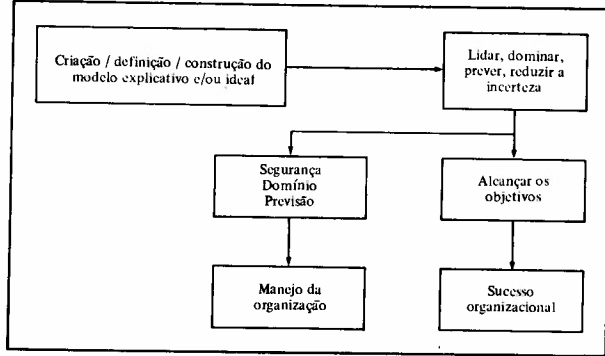 Criação / definição / construção do
modelo explicativo e/ou ideal
Lidar, dominar,
prever, reduzir a
incerteza
Segurança
Domínio
Previsão
Alcançar os
objetivos
Manejo da
organização
Sucesso
organizacional